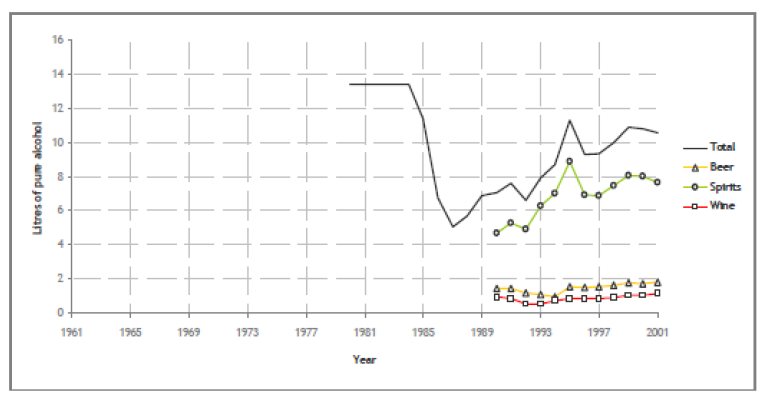 16
14
12
10
8
6
4
2
0
Litres of pure alcohol
1961 1965 1969 1973 1977 1981 1985 1989 1993 1997 2001
Year
Total
Beer
Spirits
Wine